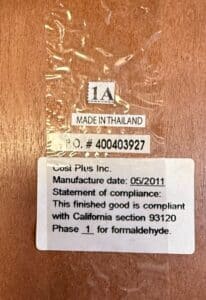 1A
MADE IN THAILAND
P.O. # 400403927
Cost Plus Inc.
Manufacture date: 05/2011
Statement of compliance:
This finished good is compliant
with California section 93120
Phase 1 for formaldehyde.